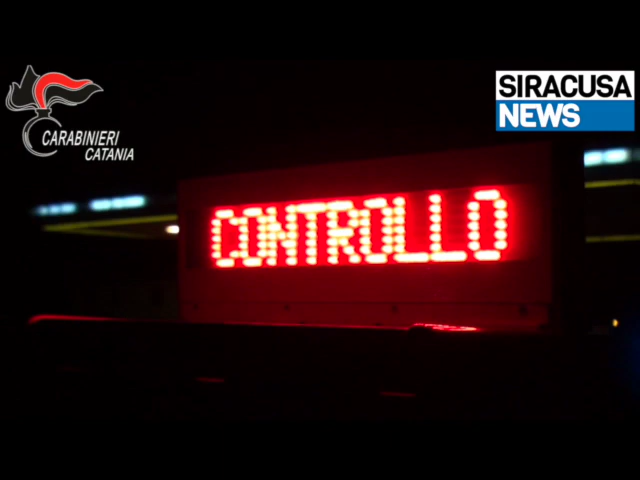 CARABINIERI
CATANIA
SIRACUSA
NEWS
CONTROLLO